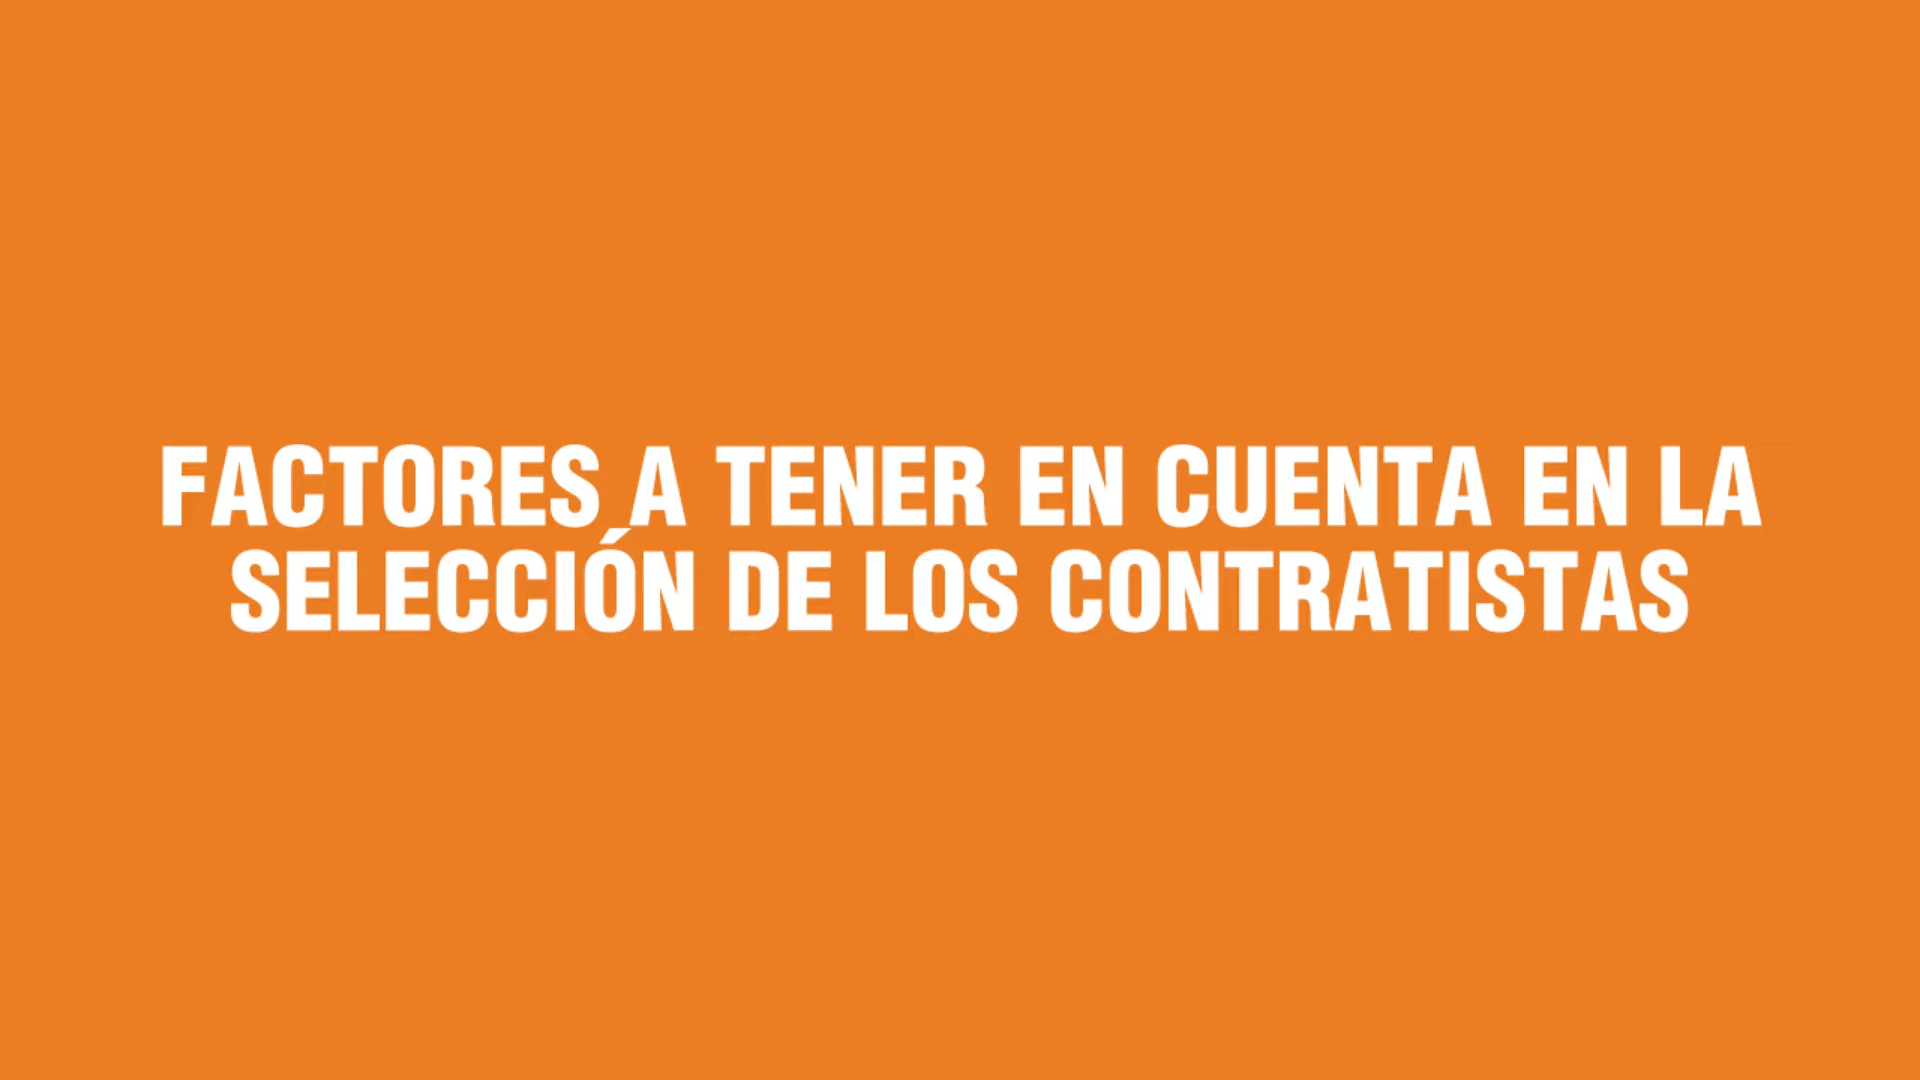 FACTORES A TENER EN CUENTA EN LA
SELECCIÓN DE LOS CONTRATISTAS